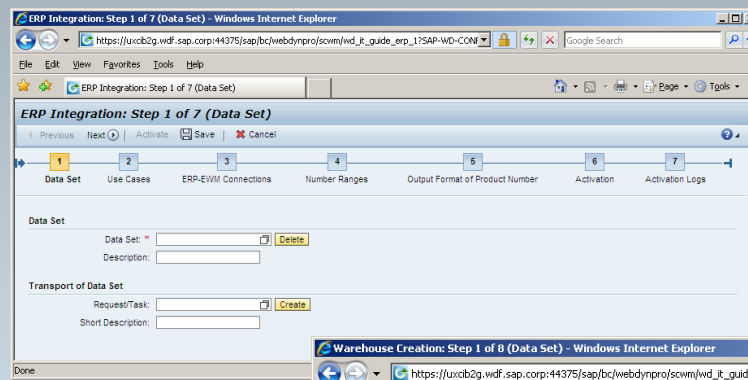 ERP Integration: Step 1 of 7 (Data Set) - Windows Internet Explorer
https://uxcib2g.wdf.sap.corp:44375/sap/bc/webdynpro/scwm/wd_it_guide_erp_1?SAP-WD-CONF
Google Search
File Edit View Favorites Tools Help
ERP Integration: Step 1 of 7 (Data Set)
Page Tools
ERP Integration: Step 1 of 7 (Data Set)
Previous Next Activate Save Cancel
1 2 3 4 5 6 7
Data Set Use Cases ERP-EWM Connections Number Ranges Output Format of Product Number Activation Activation Logs
Data Set
Data Set: * Delete
Description:
Transport of Data Set
Request/Task: Create
Short Description:
Warehouse Creation: Step 1 of 8 (Data Set) - Windows Internet Explorer
Done
https://uxcib2g.wdf.sap.corp:44375/sap/bc/webdynpro/scwm/wd_it_guid